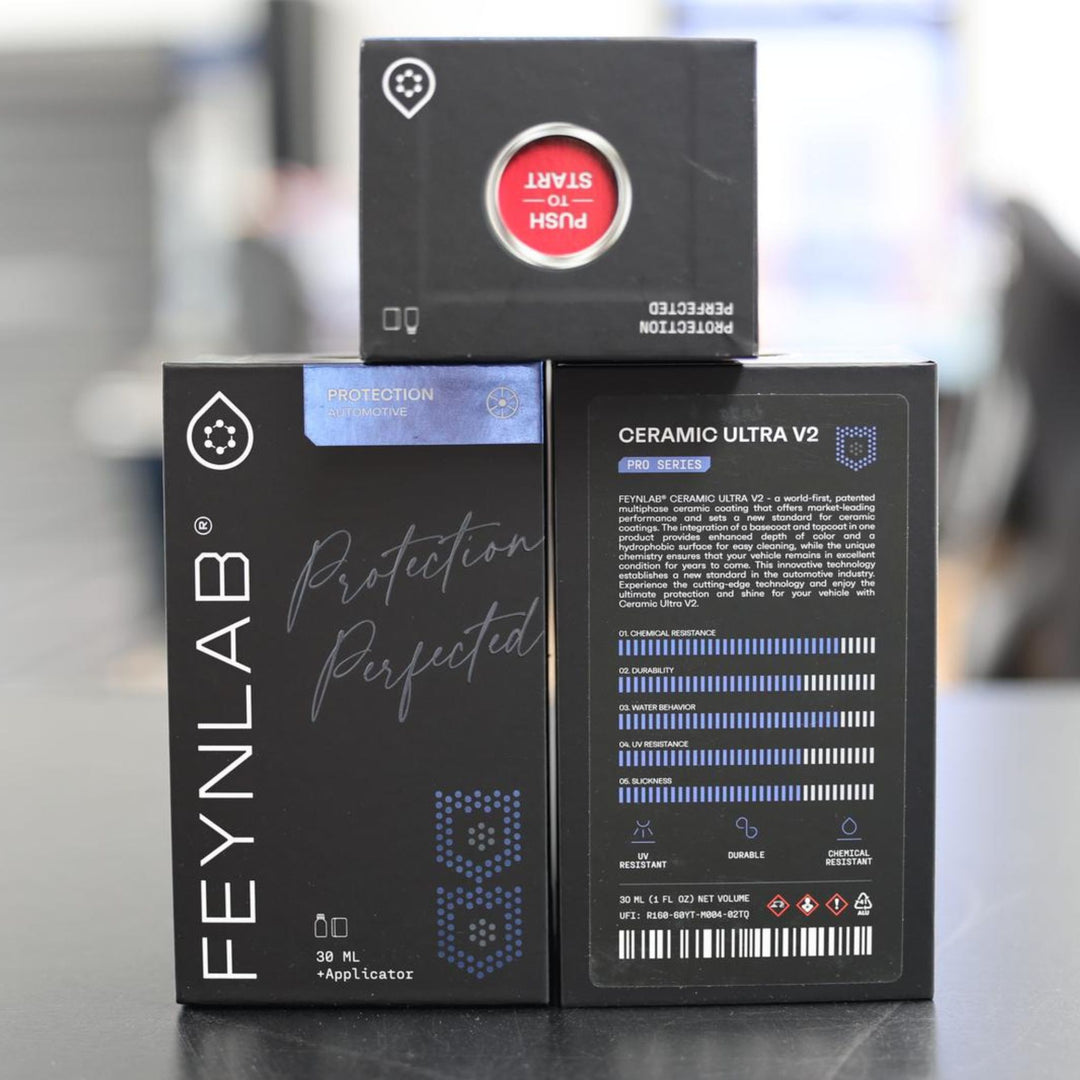 PUSH
TO
START
PROTECTION
PERFECTED
PROTECTION
AUTOMOTIVE
FEYNLAB®
Protection
Perfected
30 ML
+Applicator
CERAMIC ULTRA V2
PRO SERIES
FEYNLAB® CERAMIC ULTRA V2 - a world-first, patented
multiphase ceramic coating that offers market-leading
performance and sets a new standard for ceramic
coatings. The integration of a basecoat and topcoat in one
product provides enhanced depth of color and a
hydrophobic surface for easy cleaning, while the unique
chemistry ensures that your vehicle remains in excellent
condition for years to come. This innovative technology
establishes a new standard in the automotive industry.
Experience the cutting-edge technology and enjoy the
ultimate protection and shine for your vehicle with
Ceramic Ultra V2.
01. CHEMICAL RESISTANCE
02. DURABILITY
03. WATER BEHAVIOR
04. UV RESISTANCE
05. SLICKNESS
UV
RESISTANT
DURABLE
CHEMICAL
RESISTANT
30 ML (1 FL OZ) NET VOLUME
UFI: R160-60YT-M004-02TQ
41
ALU